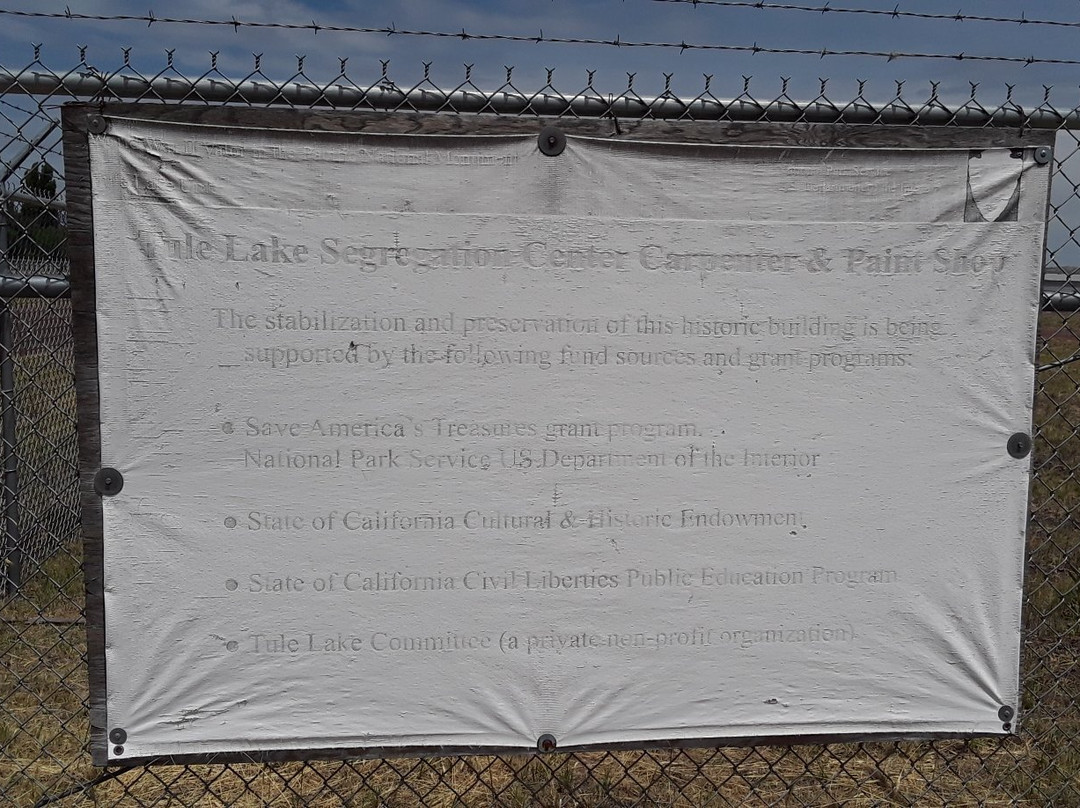 National Monument
Tule Lake Segregation Center Carpenter & Paint Shop
The stabilization and preservation of this historic building is being
supported by the following fund sources and grant programs:
• Save America's Treasures grant program.
National Park Service US Department of the Interior
• State of California Cultural & Historic Endowment
• State of California Civil Liberties Public Education Program
• Tule Lake Committee (a private non-profit organization)